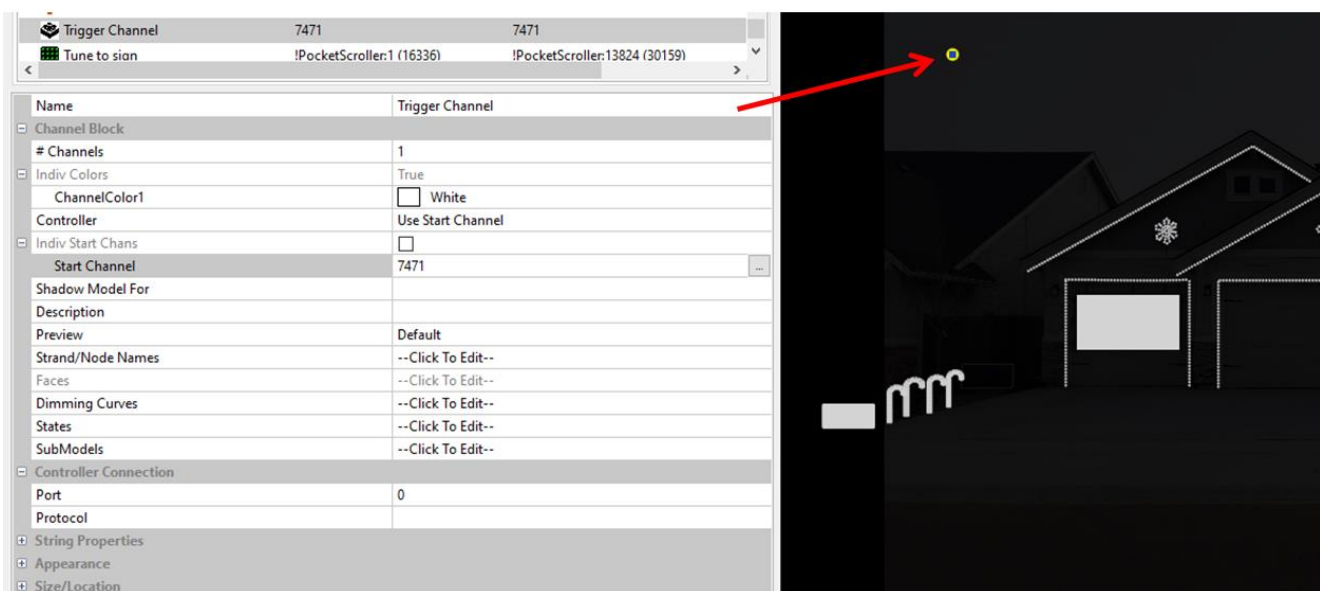 Trigger Channel 7471 7471
Tune to sign !PocketScroller:1 (16336) !PocketScroller:13824 (30159)
Name Trigger Channel
Channel Block
# Channels 1
Indiv Colors True
ChannelColor1 White
Controller Use Start Channel
Indiv Start Chans
Start Channel 7471 ...
Shadow Model For
Description
Preview Default
Strand/Node Names --Click To Edit--
Faces --Click To Edit--
Dimming Curves --Click To Edit--
States --Click To Edit--
SubModels --Click To Edit--
Controller Connection
Port 0
Protocol
String Properties
Appearance
Size/Location